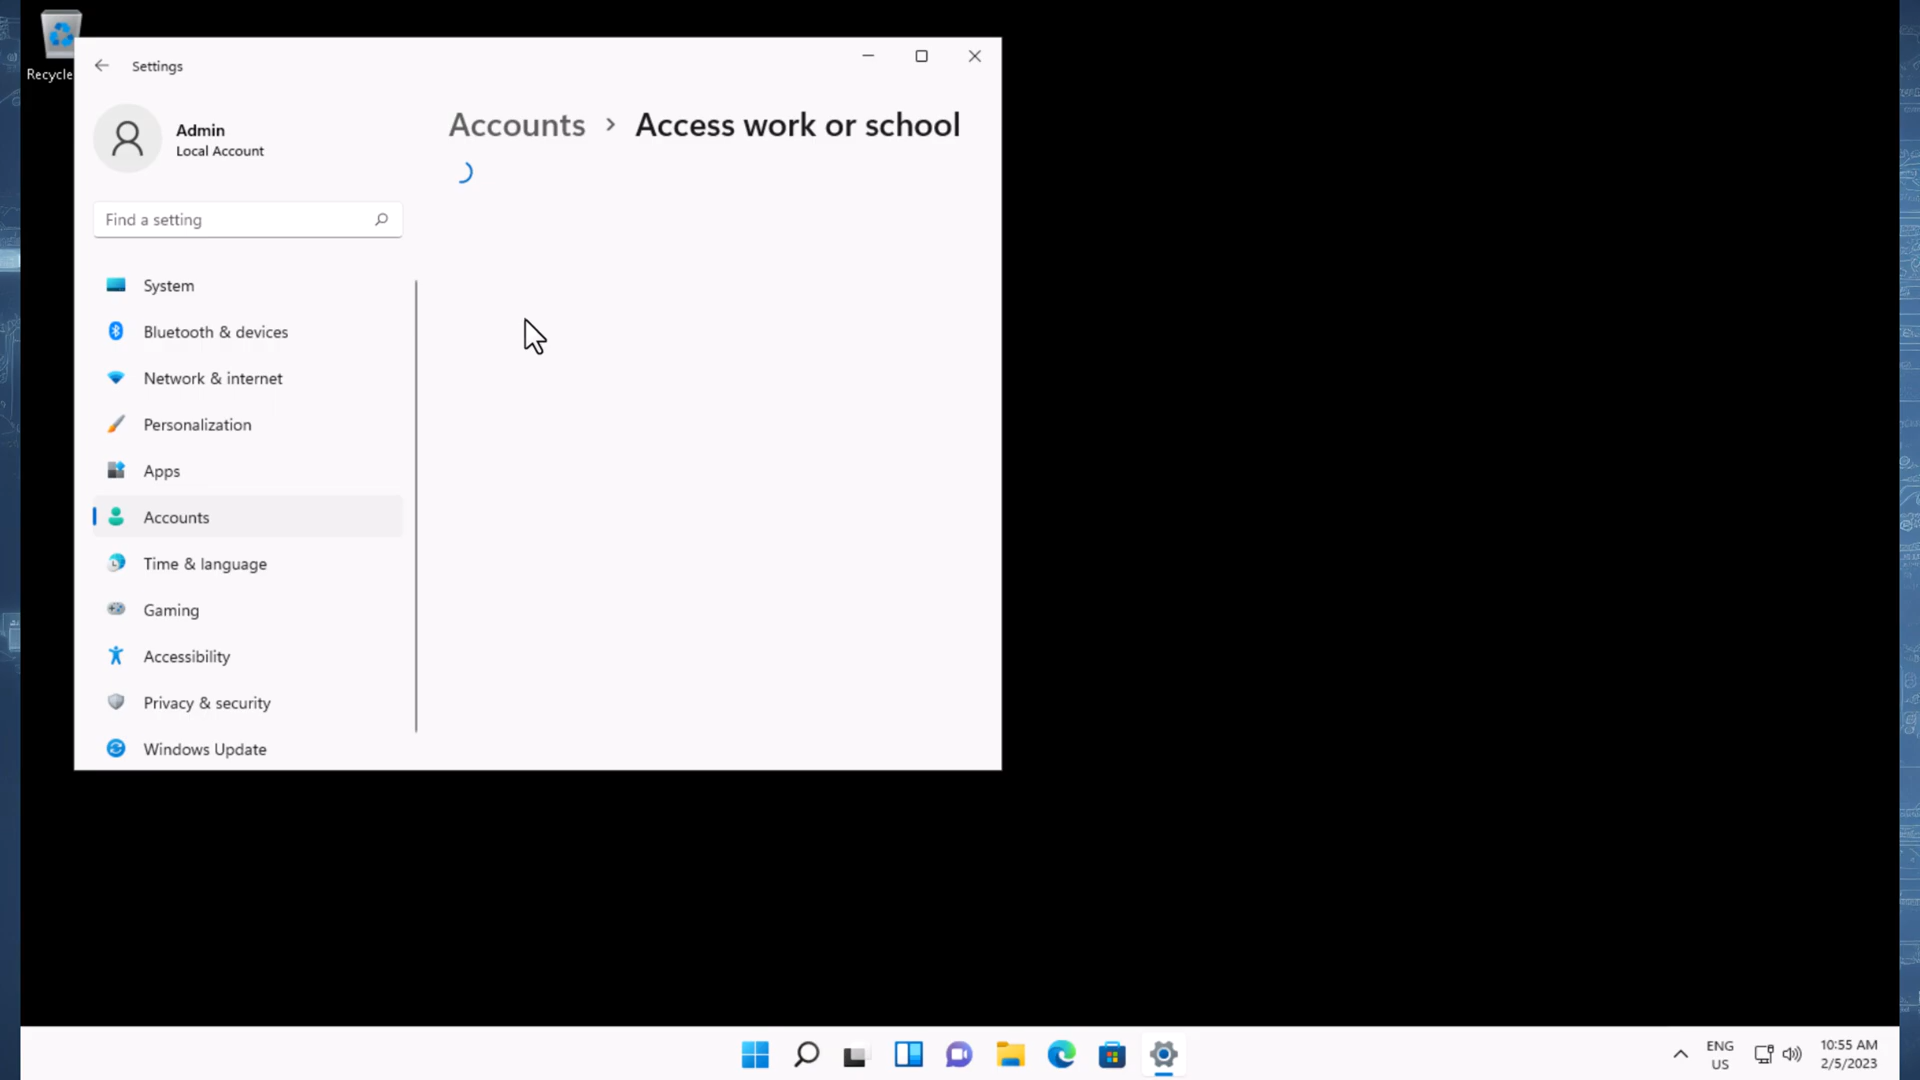 Recycle
Settings
Admin
Local Account
Find a setting
System
Bluetooth & devices
Network & internet
Personalization
Apps
Accounts
Time & language
Gaming
Accessibility
Privacy & security
Windows Update
Accounts > Access work or school
ENG
US
10:55 AM
2/5/2023